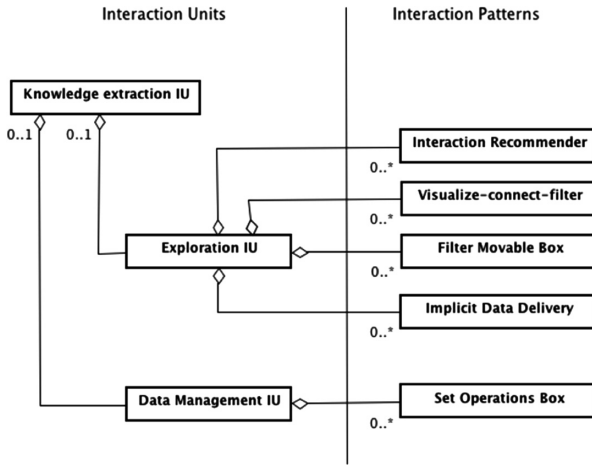 Interaction Units
Interaction Patterns
Knowledge extraction IU
0..1
0..1
Interaction Recommender
0..*
Visualize-connect-filter
0..*
Exploration IU
Filter Movable Box
0..*
Implicit Data Delivery
0..*
Data Management IU
Set Operations Box
0..*